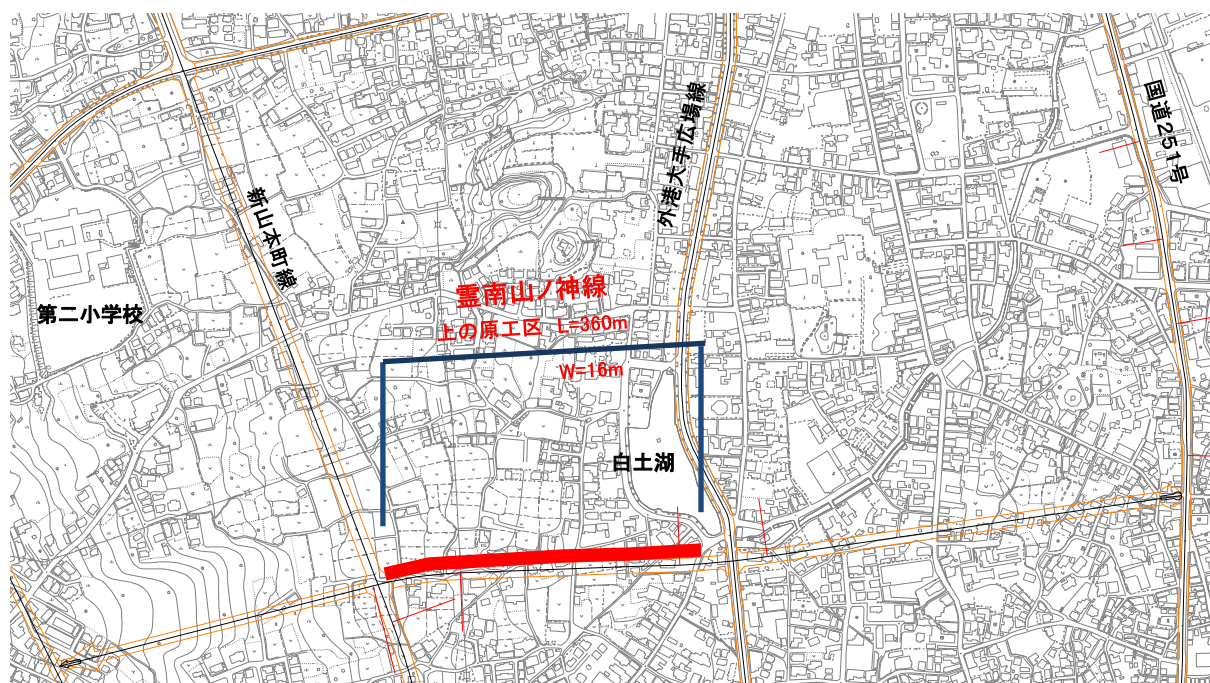 国道251号
外港大手広場線
新山本町線
第二小学校
霊南山ノ神線
上の原工区 L=360m
W=16m
白土湖